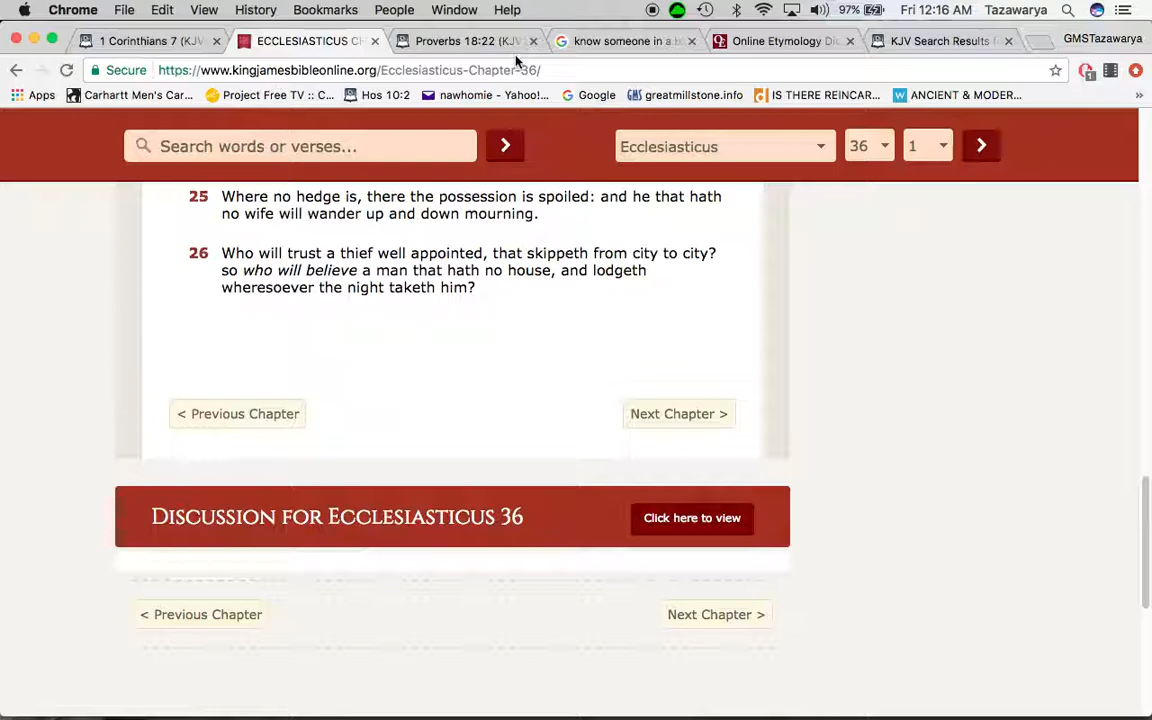 Chrome File Edit View History Bookmarks People Window Help 97% Fri 12:16 AM Tazawarya
1 Corinthians 7 (KJV ECCLESIASTICUS CH Proverbs 18:22 (KJV know someone in a b Online Etymology Dic KJV Search Results f GMSTazawarya
Secure https://www.kingjamesbibleonline.org/Ecclesiasticus-Chapter-36/
Apps Carhartt Men's Car... Project Free TV :: C... Hos 10:2 nawhomie - Yahoo!... Google greatmillstone.info IS THERE REINCAR... ANCIENT & MODER... »
Search words or verses... Ecclesiasticus 36 1
25 Where no hedge is, there the possession is spoiled: and he that hath
no wife will wander up and down mourning.
26 Who will trust a thief well appointed, that skippeth from city to city?
so who will believe a man that hath no house, and lodgeth
wheresoever the night taketh him?
< Previous Chapter Next Chapter >
Discussion for Ecclesiasticus 36 Click here to view
< Previous Chapter Next Chapter >